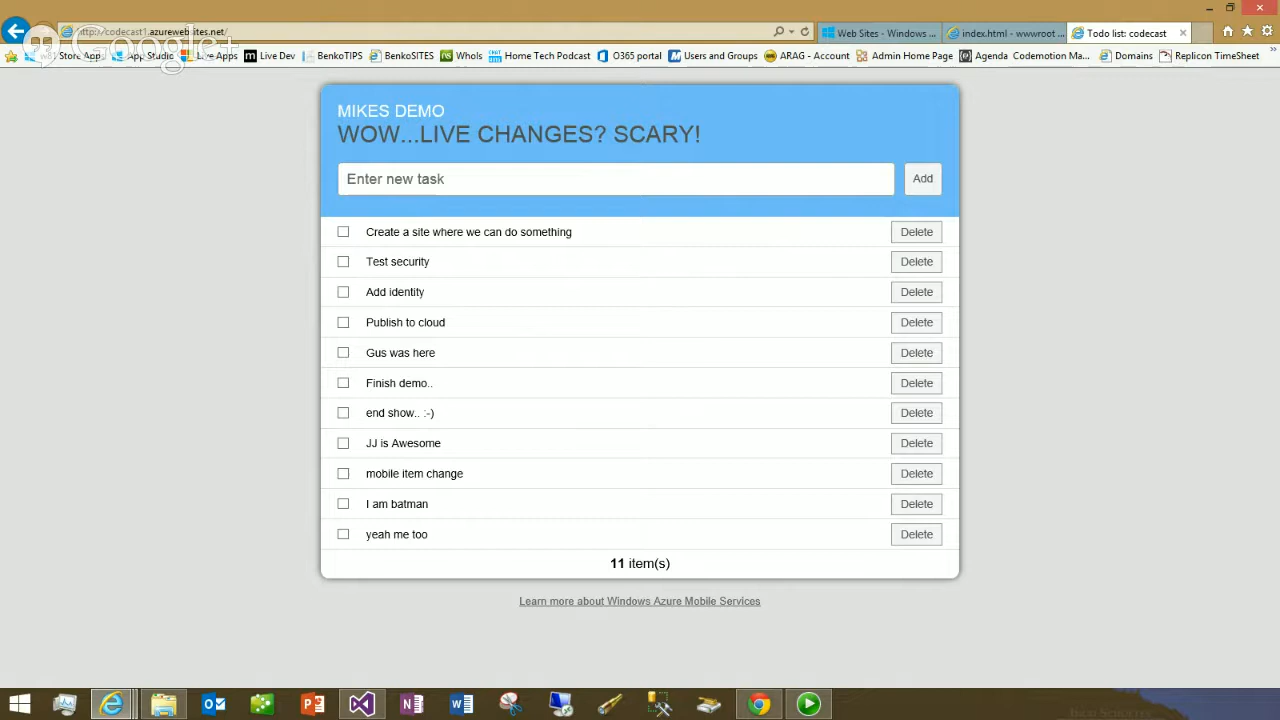 http://codecast1.azurewebsites.net/
Web Sites - Windows ...
index.html - wwwroot ...
Todo list: codecast
Google+
w81 Store App
App Studio
Live Apps
Live Dev
BenkoTIPS
BenkoSITES
WhoIs
Home Tech Podcast
O365 portal
Users and Groups
ARAG - Account
Admin Home Page
Agenda
Codemotion Ma...
Domains
Replicon TimeSheet
MIKES DEMO
WOW...LIVE CHANGES? SCARY!
Enter new task
Add
Create a site where we can do something
Delete
Test security
Delete
Add identity
Delete
Publish to cloud
Delete
Gus was here
Delete
Finish demo..
Delete
end show.. :-)
Delete
JJ is Awesome
Delete
mobile item change
Delete
I am batman
Delete
yeah me too
Delete
11 item(s)
Learn more about Windows Azure Mobile Services